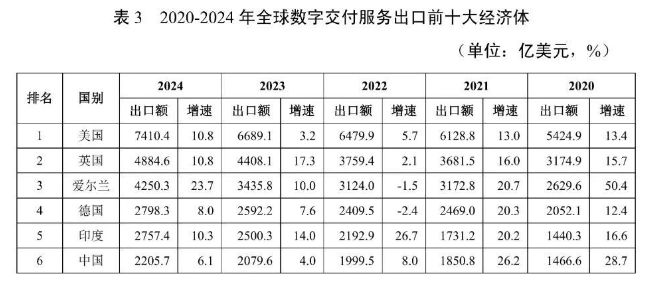 表 3 2020-2024 年全球数字交付服务出口前十大经济体
（单位：亿美元，%）
排名 国别 2024 2023 2022 2021 2020
出口额 增速 出口额 增速 出口额 增速 出口额 增速 出口额 增速
1 美国 7410.4 10.8 6689.1 3.2 6479.9 5.7 6128.8 13.0 5424.9 13.4
2 英国 4884.6 10.8 4408.1 17.3 3759.4 2.1 3681.5 16.0 3174.9 15.7
3 爱尔兰 4250.3 23.7 3435.8 10.0 3124.0 -1.5 3172.8 20.7 2629.6 50.4
4 德国 2798.3 8.0 2592.2 7.6 2409.5 -2.4 2469.0 20.3 2052.1 12.4
5 印度 2757.4 10.3 2500.3 14.0 2192.9 26.7 1731.2 20.2 1440.3 16.6
6 中国 2205.7 6.1 2079.6 4.0 1999.5 8.0 1850.8 26.2 1466.6 28.7